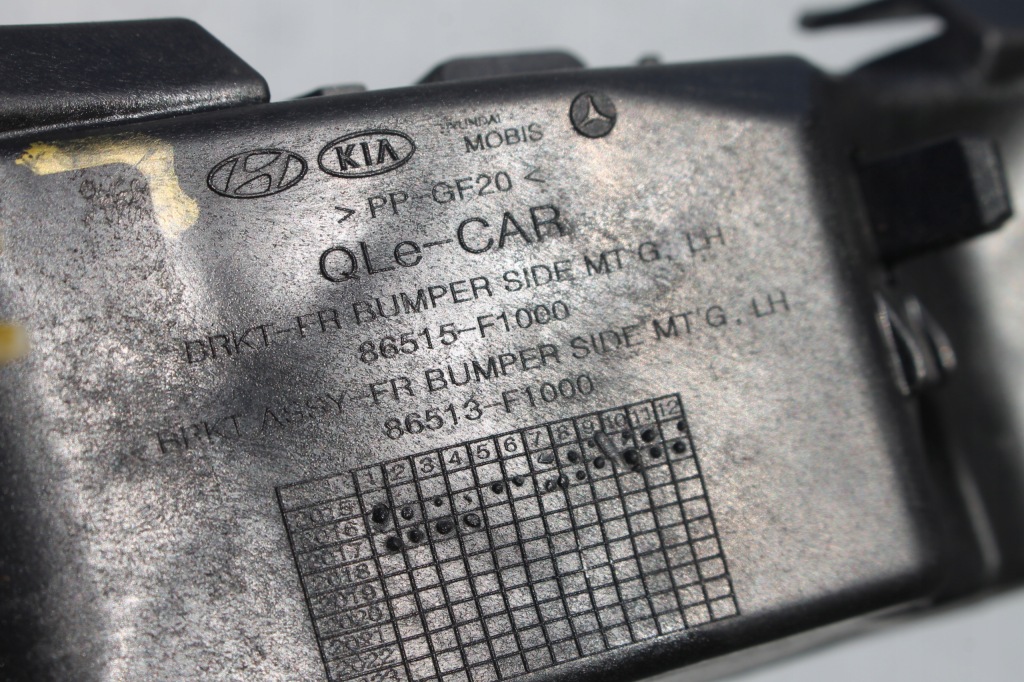 KIA
HYUNDAI
MOBIS
> PP-GF20 <
QLe-CAR
BRKT-FR BUMPER SIDE MT'G, LH
86515-F1000
BRKT ASSY-FR BUMPER SIDE MT'G, LH
86513-F1000
1 2 3 4 5 6 7 8 9 10 11 12
2015
2016
2017
2018
2019
2020
2021
2022